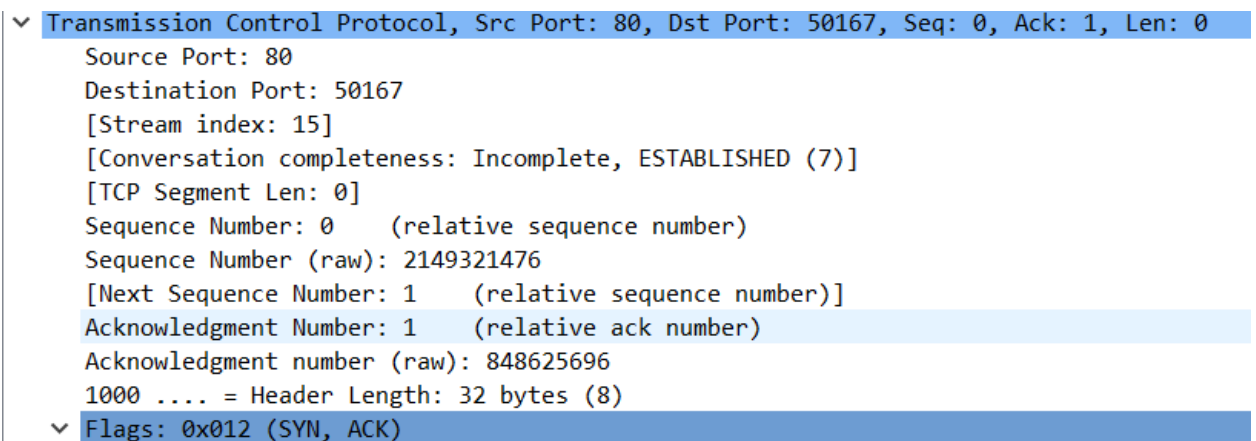 Transmission Control Protocol, Src Port: 80, Dst Port: 50167, Seq: 0, Ack: 1, Len: 0
Source Port: 80
Destination Port: 50167
[Stream index: 15]
[Conversation completeness: Incomplete, ESTABLISHED (7)]
[TCP Segment Len: 0]
Sequence Number: 0    (relative sequence number)
Sequence Number (raw): 2149321476
[Next Sequence Number: 1    (relative sequence number)]
Acknowledgment Number: 1    (relative ack number)
Acknowledgment number (raw): 848625696
1000 .... = Header Length: 32 bytes (8)
Flags: 0x012 (SYN, ACK)